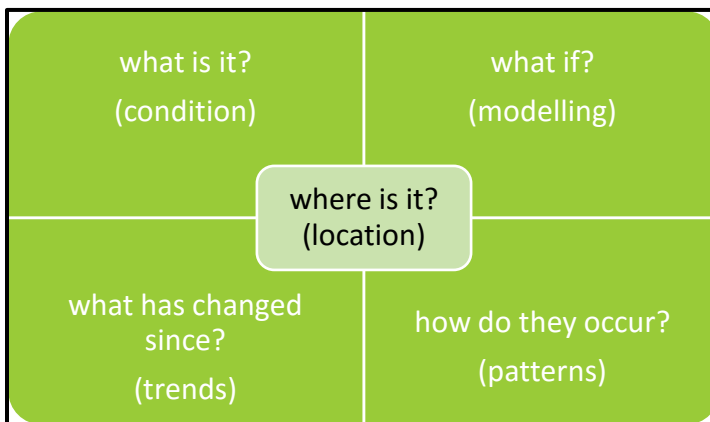 what is it?
(condition)
what if?
(modelling)
where is it?
(location)
what has changed
since?
(trends)
how do they occur?
(patterns)